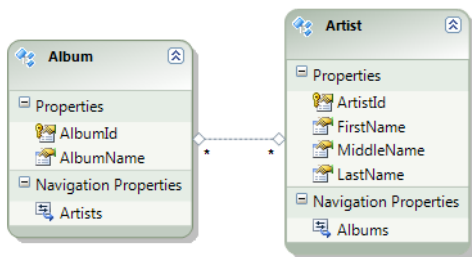 Album
Properties
AlbumId
AlbumName
Navigation Properties
Artists
* *
Artist
Properties
ArtistId
FirstName
MiddleName
LastName
Navigation Properties
Albums